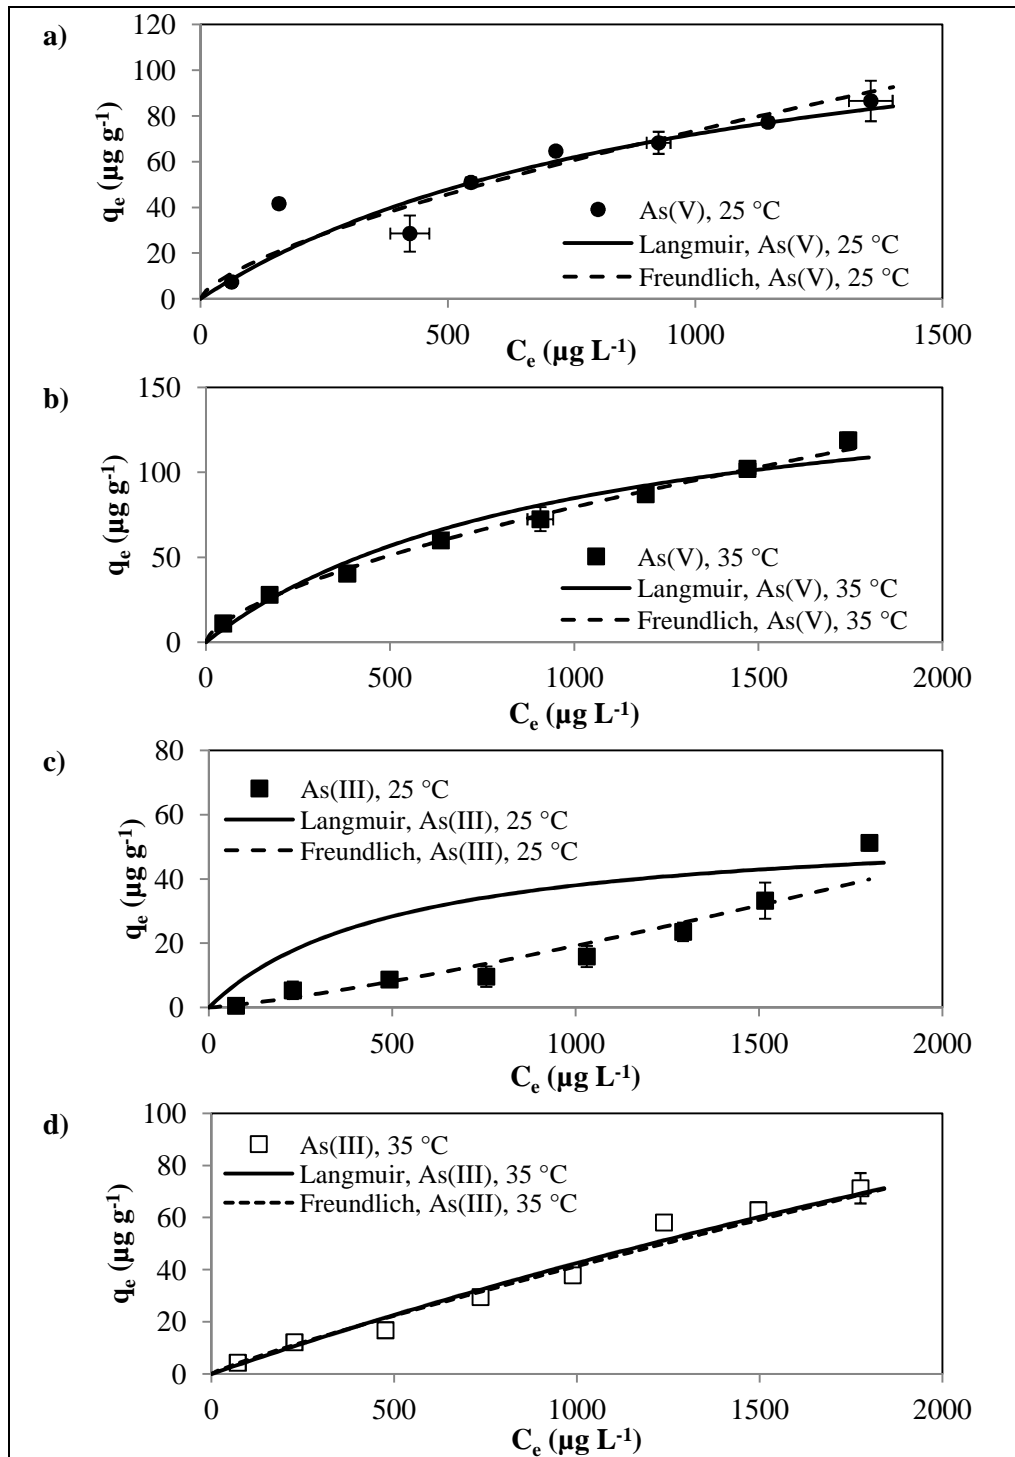 a)
120
100
80
60
40
20
0
qₑ (µg g⁻¹)
As(V), 25 °C
Langmuir, As(V), 25 °C
Freundlich, As(V), 25 °C
0 500 1000 1500
Cₑ (µg L⁻¹)
b)
150
100
50
0
qₑ (µg g⁻¹)
As(V), 35 °C
Langmuir, As(V), 35 °C
Freundlich, As(V), 35 °C
0 500 1000 1500 2000
Cₑ (µg L⁻¹)
c)
80
60
40
20
0
qₑ (µg g⁻¹)
As(III), 25 °C
Langmuir, As(III), 25 °C
Freundlich, As(III), 25 °C
0 500 1000 1500 2000
Cₑ (µg L⁻¹)
d)
100
80
60
40
20
0
qₑ (µg g⁻¹)
As(III), 35 °C
Langmuir, As(III), 35 °C
Freundlich, As(III), 35 °C
0 500 1000 1500 2000
Cₑ (µg L⁻¹)